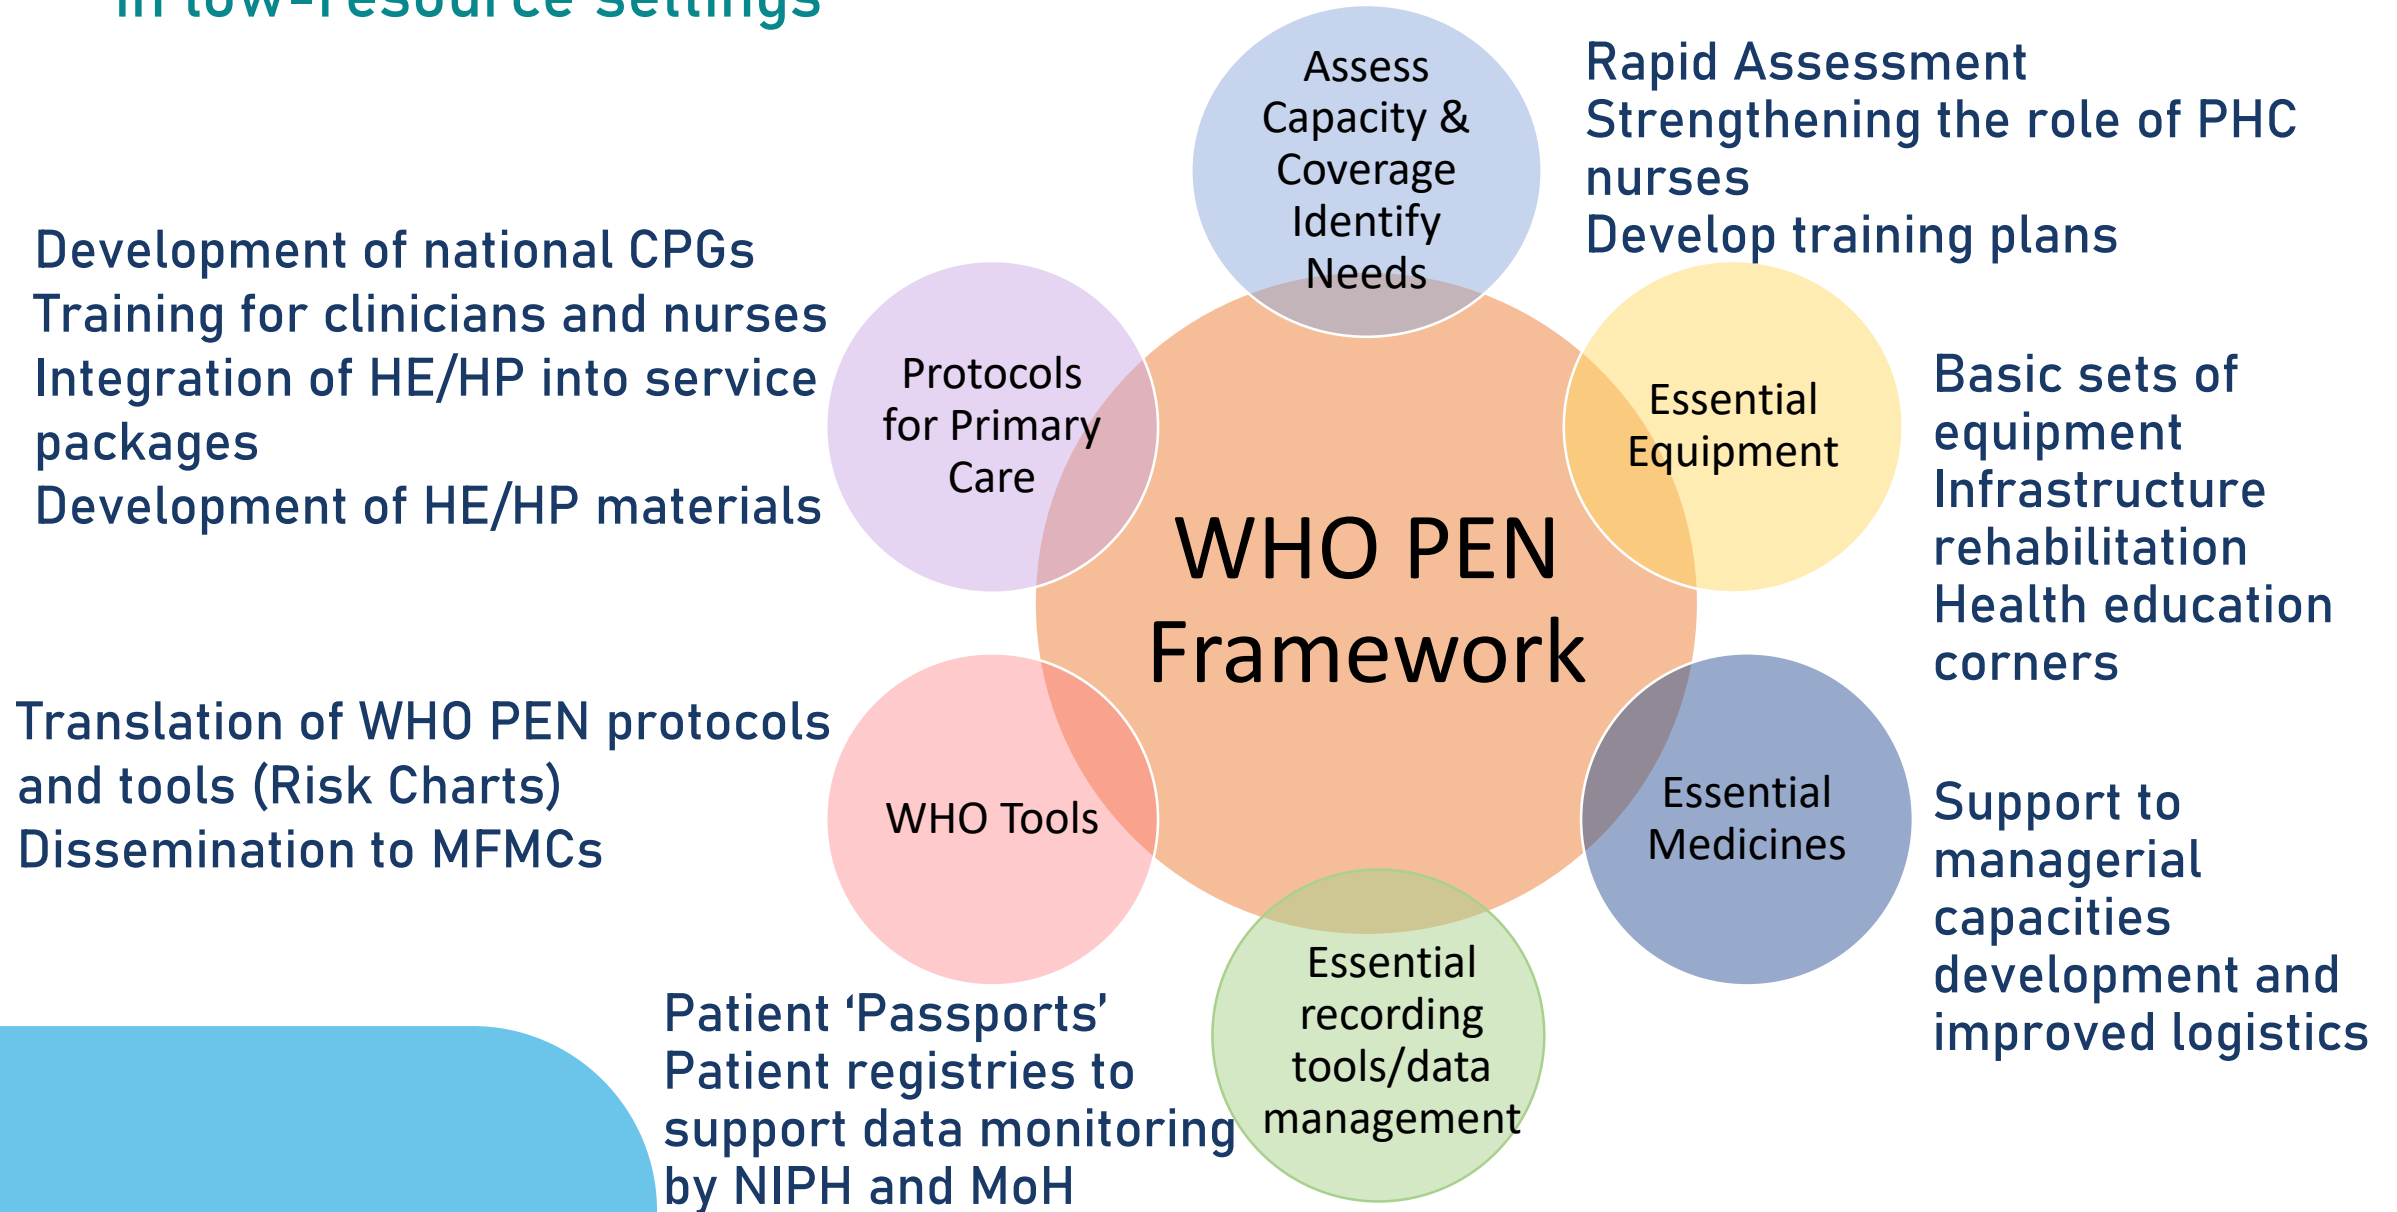 in low-resource settings
Assess
Capacity &
Coverage
Identify
Needs
Rapid Assessment
Strengthening the role of PHC
nurses
Develop training plans
Development of national CPGs
Training for clinicians and nurses
Integration of HE/HP into service
packages
Development of HE/HP materials
Protocols
for Primary
Care
Essential
Equipment
Basic sets of
equipment
Infrastructure
rehabilitation
Health education
corners
WHO PEN
Framework
Translation of WHO PEN protocols
and tools (Risk Charts)
Dissemination to MFMCs
WHO Tools
Essential
Medicines
Support to
managerial
capacities
development and
improved logistics
Patient ‘Passports’
Patient registries to
support data monitoring
by NIPH and MoH
Essential
recording
tools/data
management